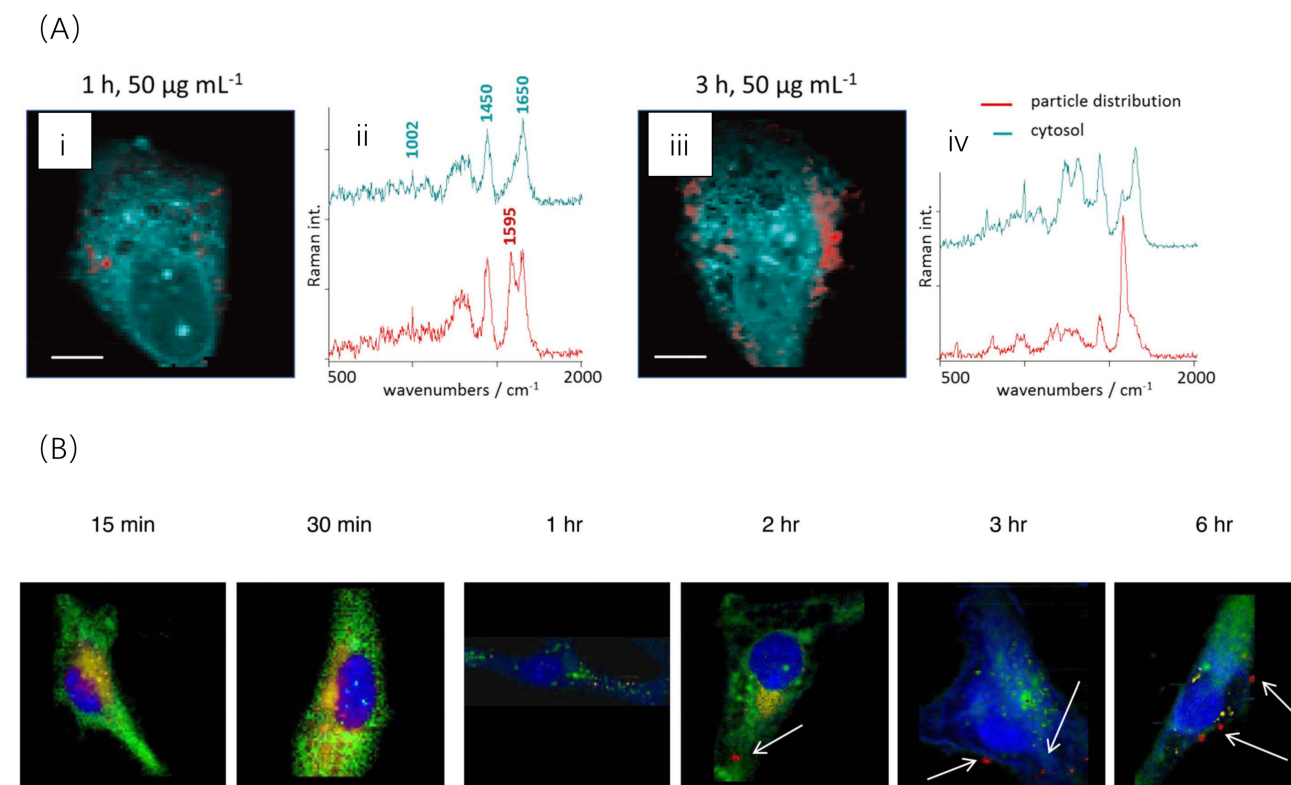 (A)
1 h, 50 µg mL-1
i
ii
1002
1450
1650
1595
Raman int.
500
2000
wavenumbers / cm-1
3 h, 50 µg mL-1
iii
particle distribution
cytosol
iv
Raman int.
500
2000
wavenumbers / cm-1
(B)
15 min
30 min
1 hr
2 hr
3 hr
6 hr